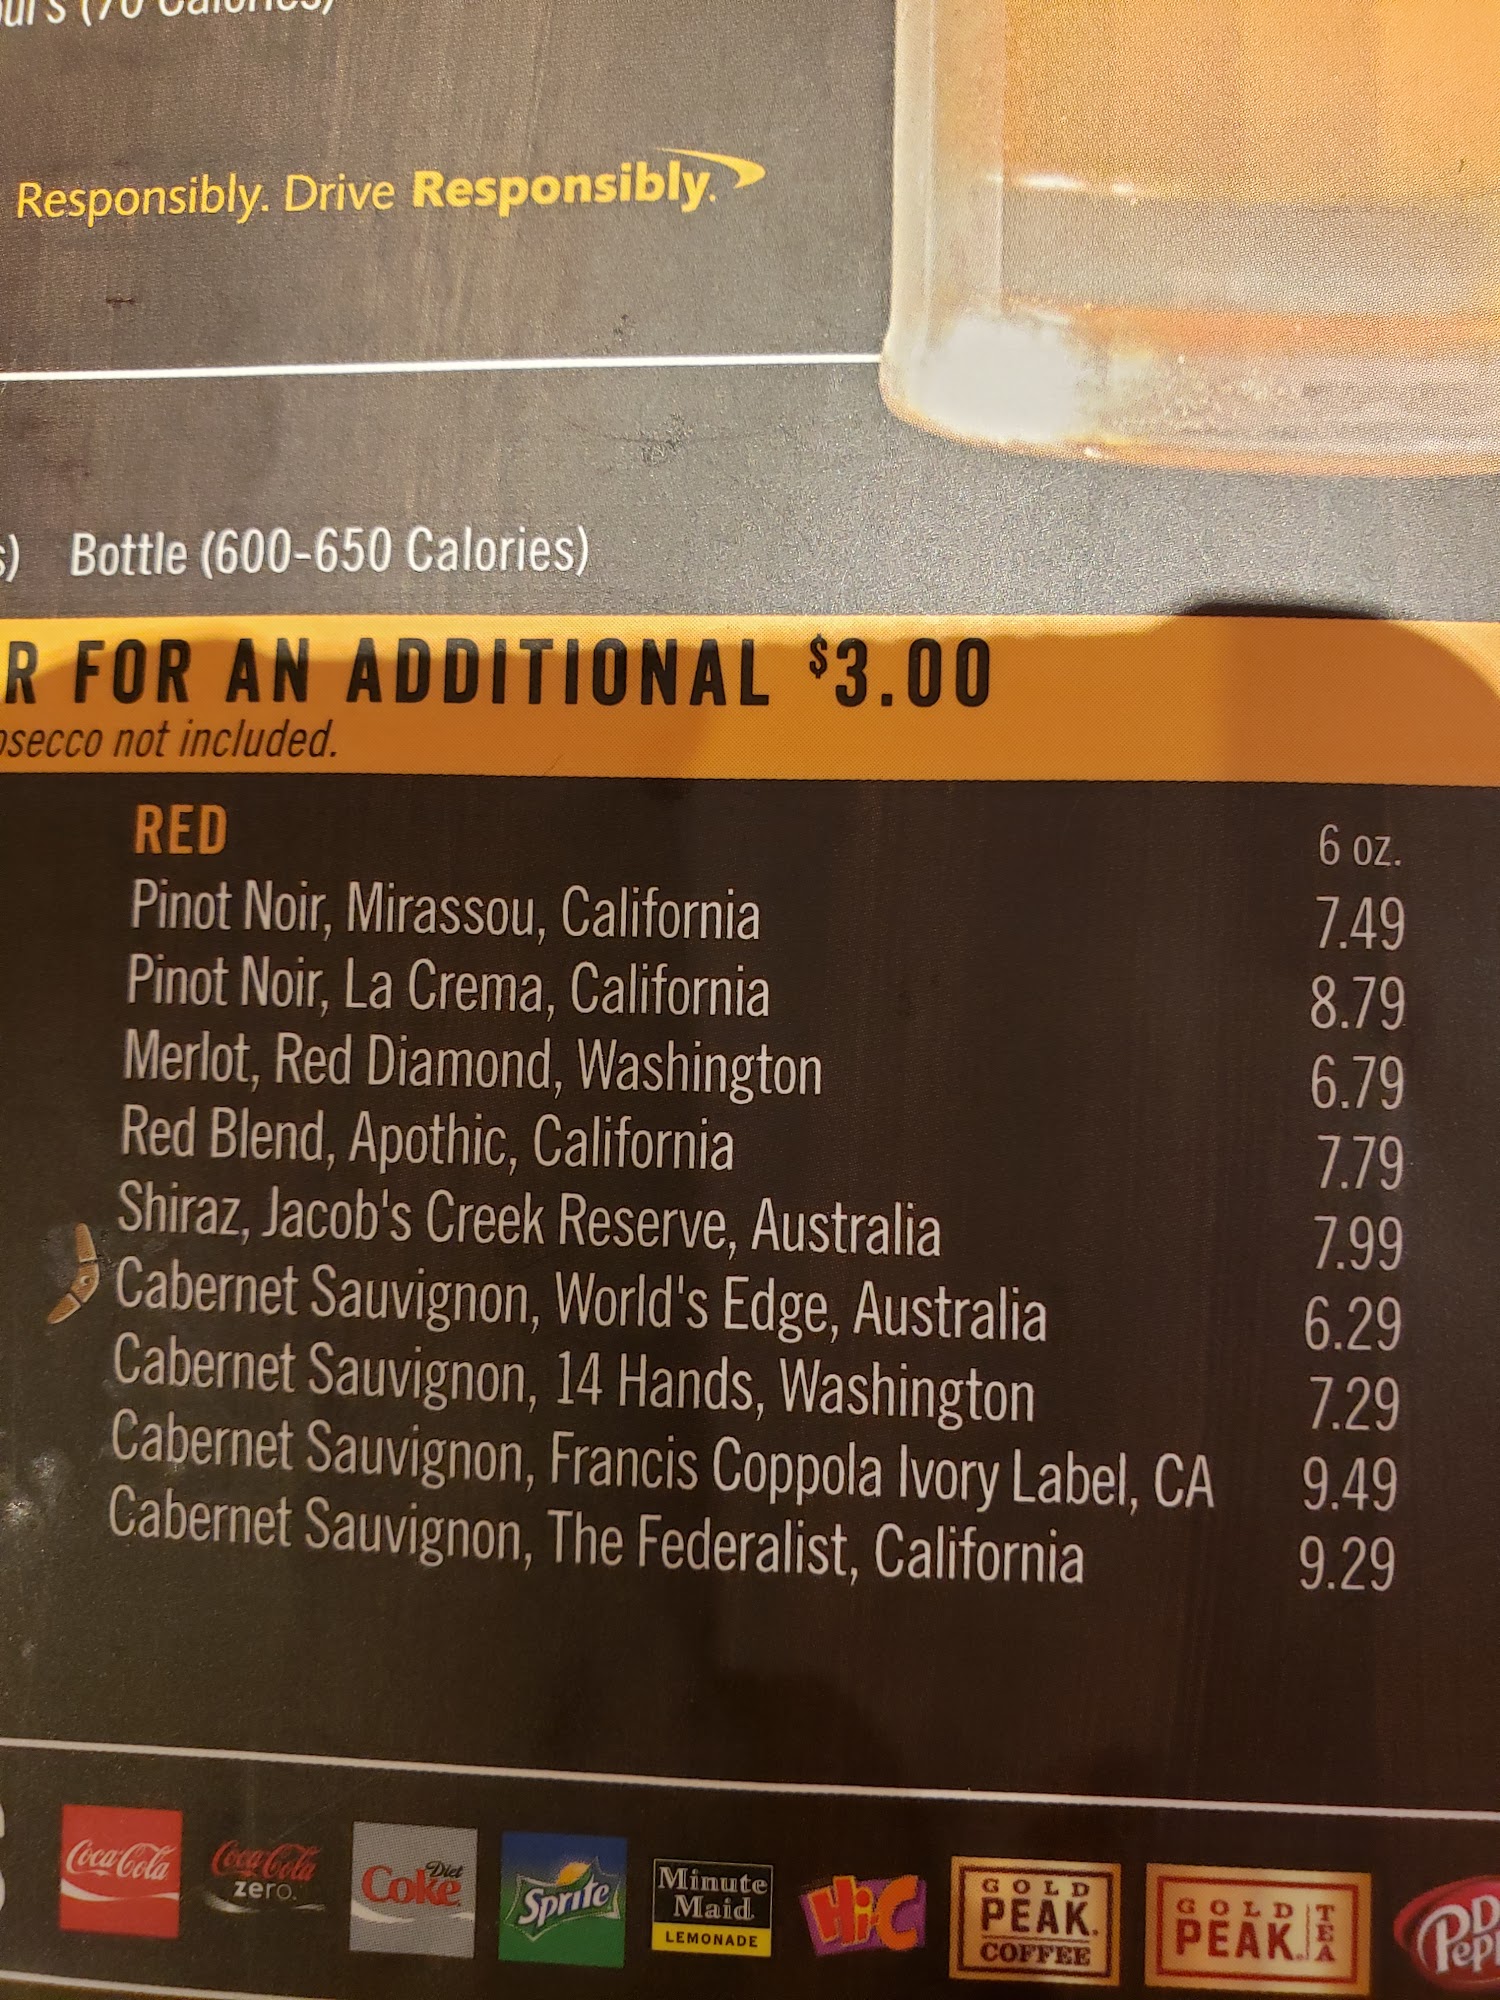 (70 Calories)
Responsibly. Drive Responsibly.
Bottle (600-650 Calories)
R FOR AN ADDITIONAL $3.00
not included.
RED 6 oz.
Pinot Noir, Mirassou, California 7.49
Pinot Noir, La Crema, California 8.79
Merlot, Red Diamond, Washington 6.79
Red Blend, Apothic, California 7.79
Shiraz, Jacob's Creek Reserve, Australia 7.99
Cabernet Sauvignon, World's Edge, Australia 6.29
Cabernet Sauvignon, 14 Hands, Washington 7.29
Cabernet Sauvignon, Francis Coppola Ivory Label, CA 9.49
Cabernet Sauvignon, The Federalist, California 9.29
Coca-Cola
Coca-Cola
zero.
Diet
Coke
Sprite
Minute
Maid
LEMONADE
Hi-C
GOLD
PEAK.
COFFEE
GOLD
PEAK. TEA